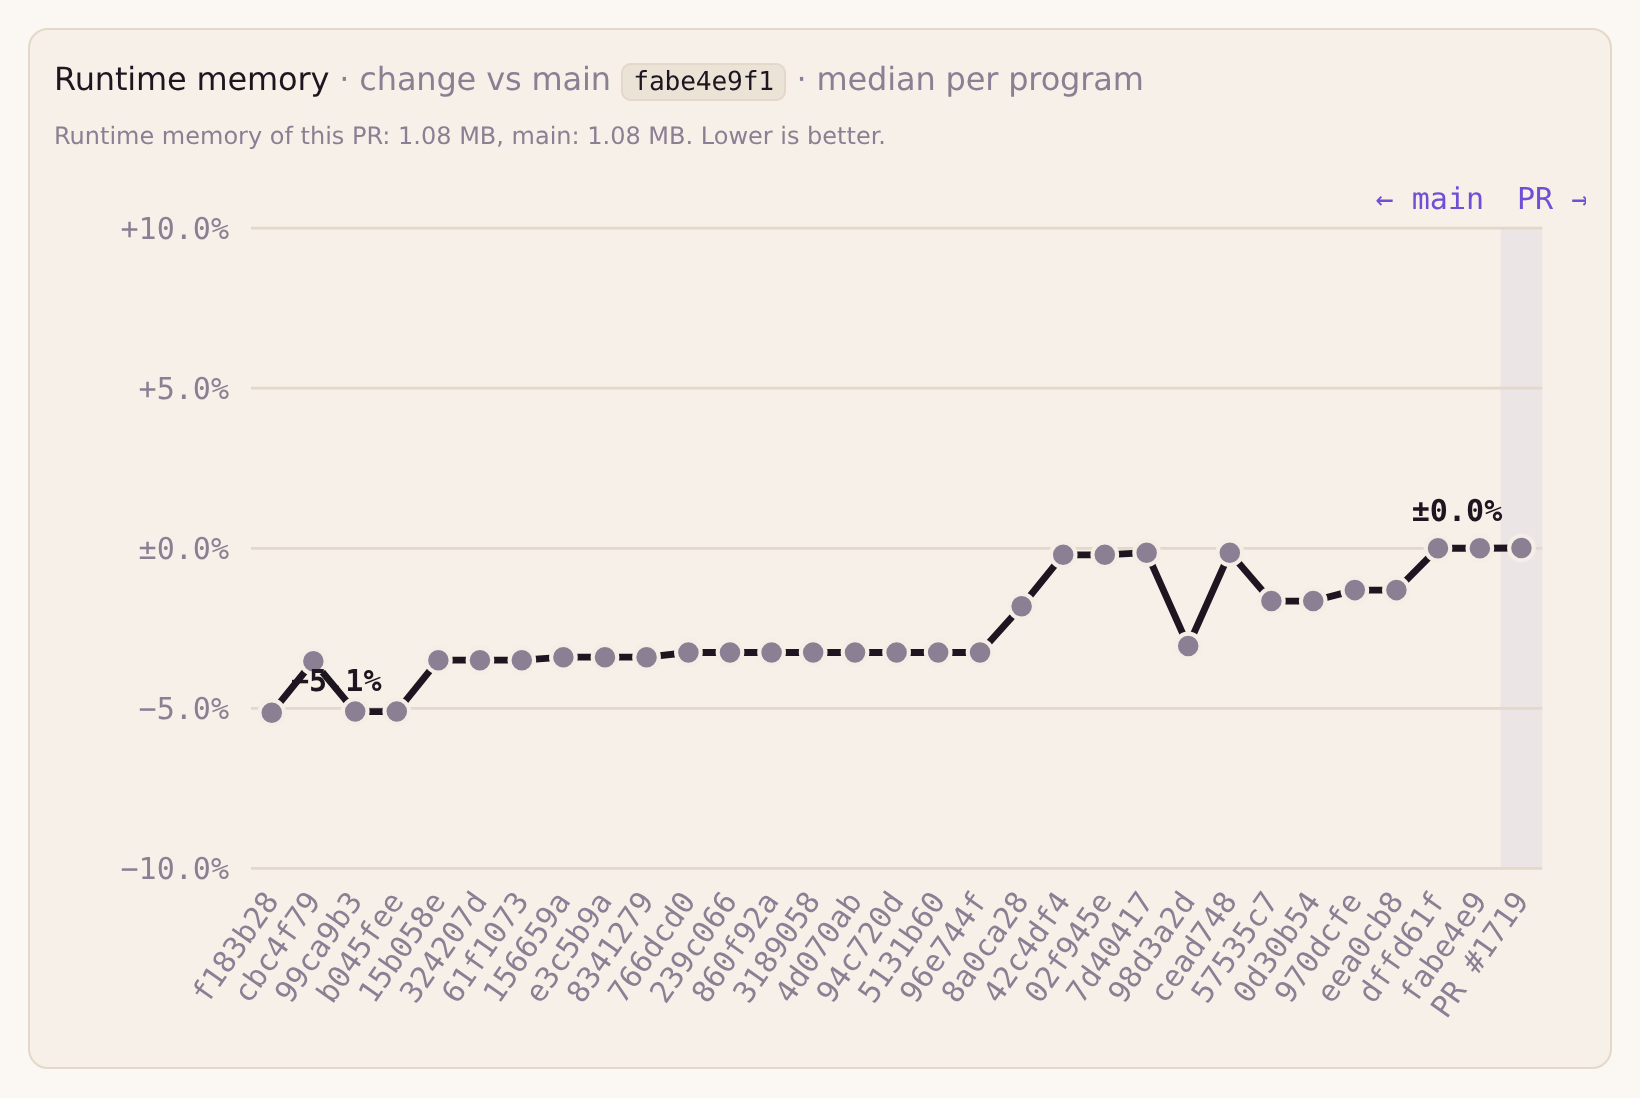 Runtime memory · change vs main fabe4e9f1 · median per program
Runtime memory of this PR: 1.08 MB, main: 1.08 MB. Lower is better.
← main PR →
+10.0%
+5.0%
±0.0%
−5.0%
−10.0%
−5.1%
±0.0%
f183b28
cbc4f79
99ca9b3
b045fee
15b058e
324207d
61f1073
156659a
e3c5b9a
8341279
766dcd0
239c066
860f92a
3189058
4d070ab
94c720d
5131b60
96e744f
8a0ca28
42c4df4
02f945e
7d40417
98d3a2d
cead748
57535c7
0d30b54
970dcfe
eea0cb8
dffd61f
fabe4e9
PR #1719